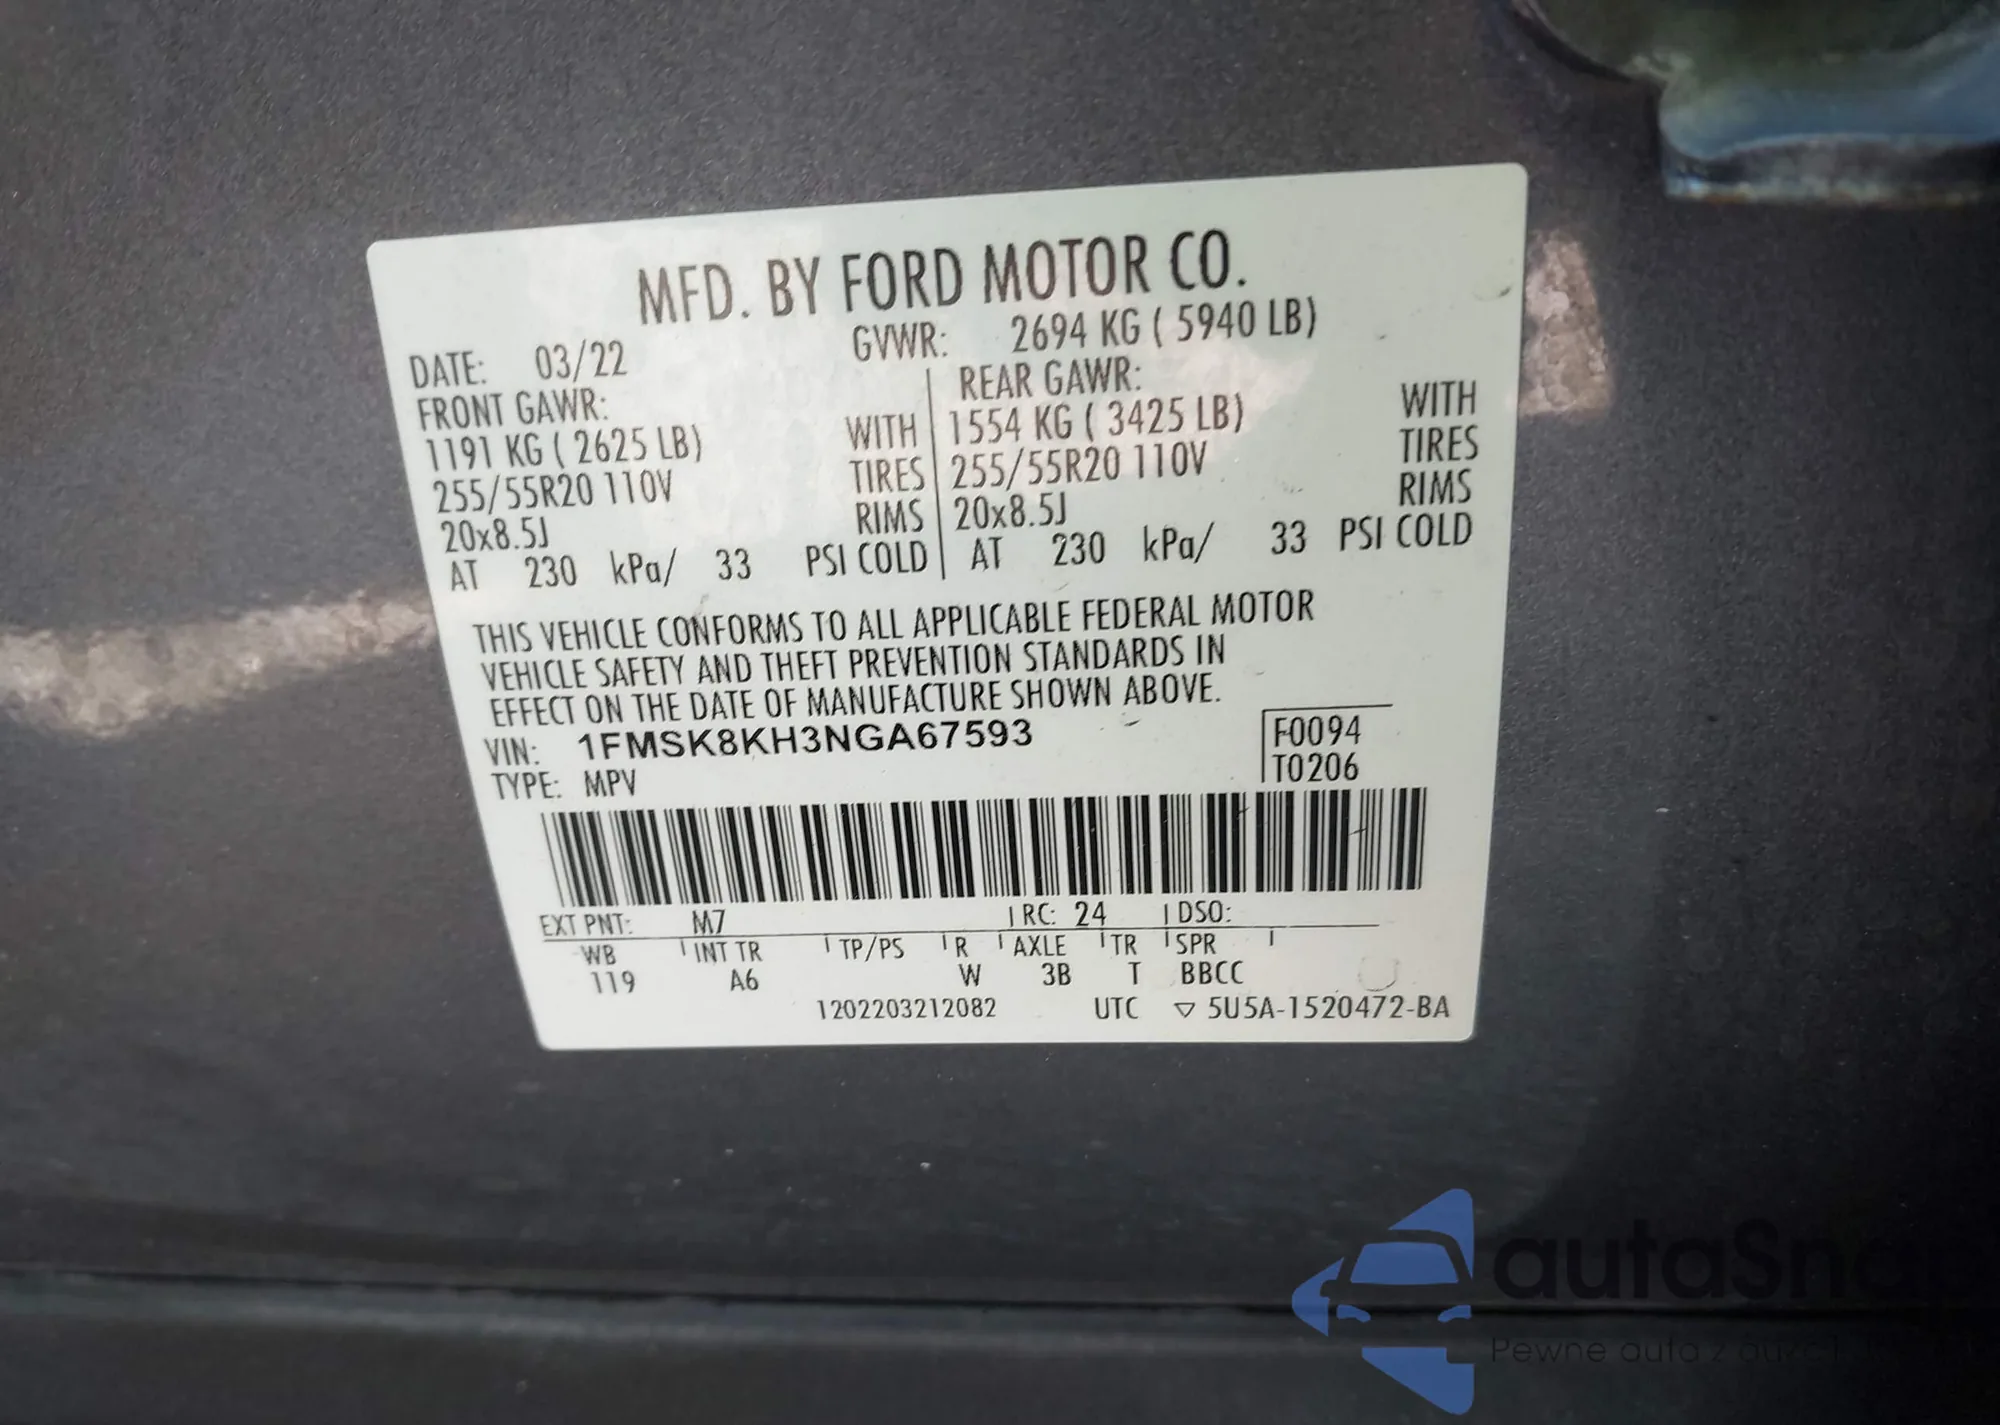 MFD. BY FORD MOTOR CO.
DATE: 03/22 GVWR: 2694 KG ( 5940 LB)
FRONT GAWR: REAR GAWR:
1191 KG ( 2625 LB) WITH 1554 KG ( 3425 LB) WITH
255/55R20 110V TIRES 255/55R20 110V TIRES
20x8.5J RIMS 20x8.5J RIMS
AT 230 kPa/ 33 PSI COLD AT 230 kPa/ 33 PSI COLD
THIS VEHICLE CONFORMS TO ALL APPLICABLE FEDERAL MOTOR
VEHICLE SAFETY AND THEFT PREVENTION STANDARDS IN
EFFECT ON THE DATE OF MANUFACTURE SHOWN ABOVE.
VIN: 1FMSK8KH3NGA67593 F0094
TYPE: MPV T0206
EXT PNT: M7 RC: 24 DSO:
WB INT TR TP/PS R AXLE TR SPR
119 A6 W 3B T BBCC
1202203212082 UTC ▽ 5U5A-1520472-BA
autaSna
Pewne auta z